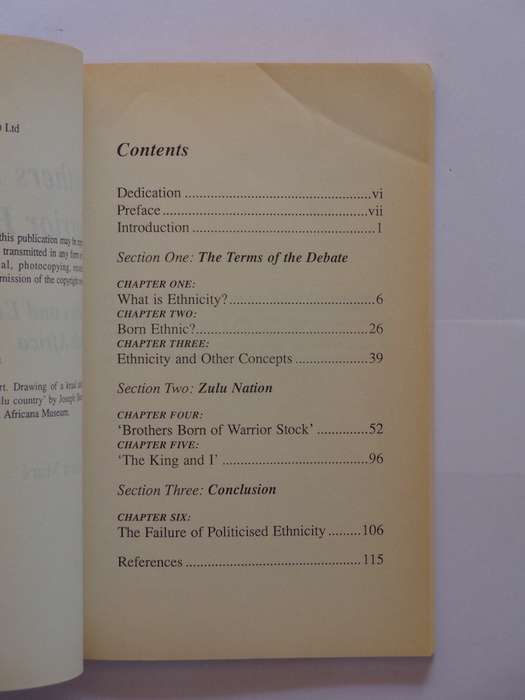 Ltd
this publication may be
transmitted in any form
photocopying,
mission of the copyright
Drawing of a kraal
lu country' by Joseph
Africana Museum.
Contents
Dedication ..................................................vi
Preface........................................................vii
Introduction ..................................................1
Section One: The Terms of the Debate
CHAPTER ONE:
What is Ethnicity?.......................................6
CHAPTER TWO:
Born Ethnic?..............................................26
CHAPTER THREE:
Ethnicity and Other Concepts ....................39
Section Two: Zulu Nation
CHAPTER FOUR:
'Brothers Born of Warrior Stock' ..............52
CHAPTER FIVE:
'The King and I' .......................................96
Section Three: Conclusion
CHAPTER SIX:
The Failure of Politicised Ethnicity .........106
References ...............................................115